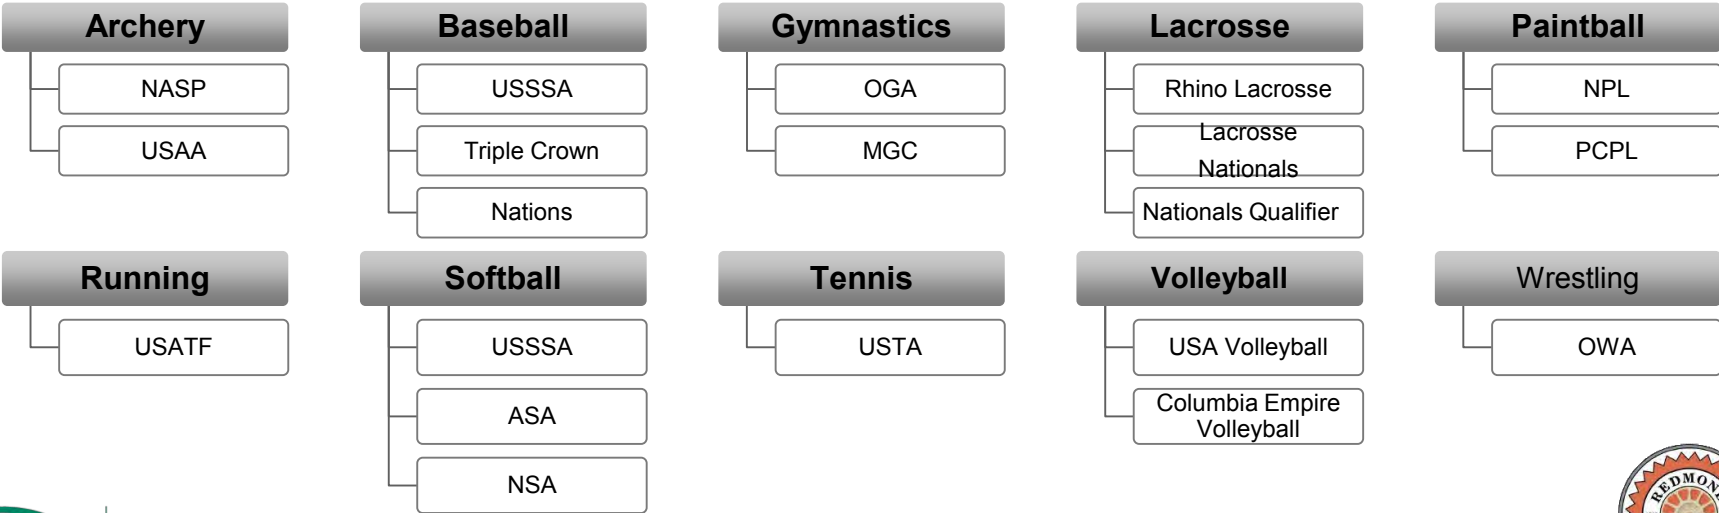 Archery
NASP
USAA
Baseball
USSSA
Triple Crown
Nations
Gymnastics
OGA
MGC
Lacrosse
Rhino Lacrosse
Lacrosse
Nationals
Nationals Qualifier
Paintball
NPL
PCPL
Running
USATF
Softball
USSSA
ASA
NSA
Tennis
USTA
Volleyball
USA Volleyball
Columbia Empire
Volleyball
Wrestling
OWA